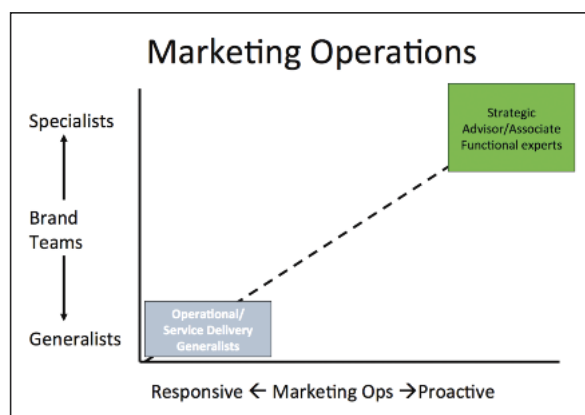 Marketing Operations
Specialists
Strategic
Advisor/Associate
Functional experts
Brand
Teams
Operational/
Service Delivery
Generalists
Generalists
Responsive ← Marketing Ops →Proactive